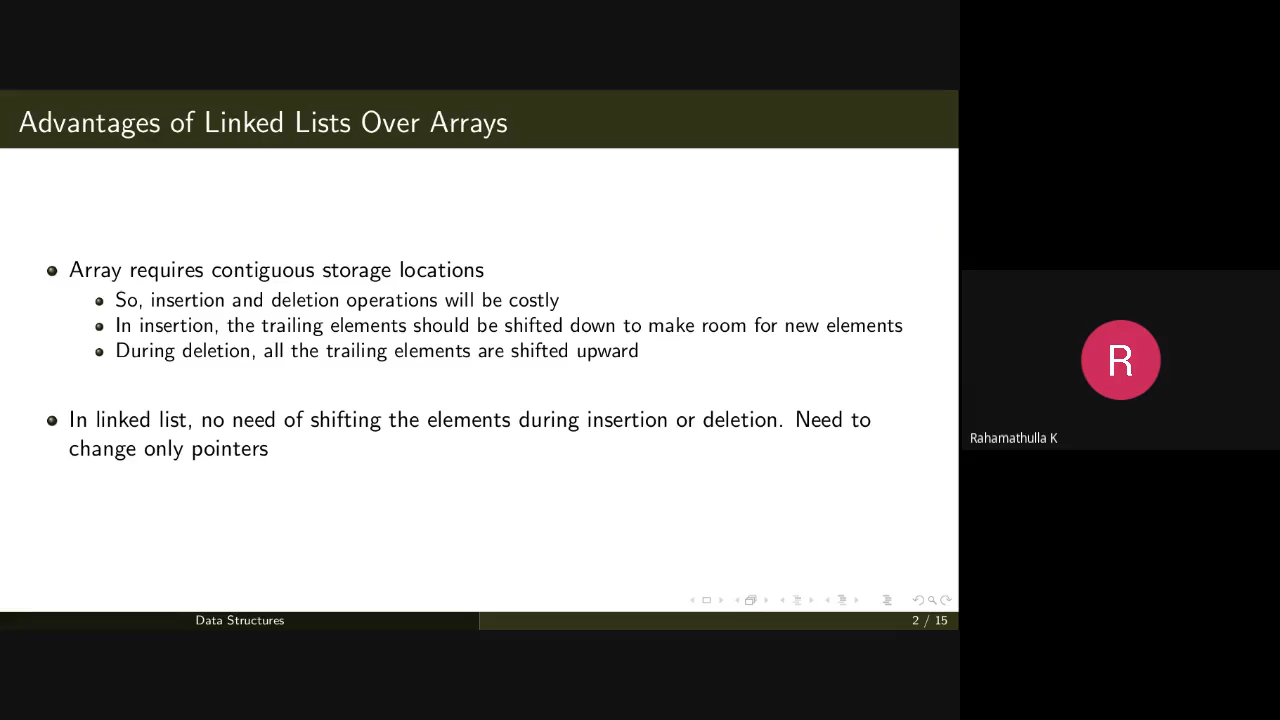 Advantages of Linked Lists Over Arrays
Array requires contiguous storage locations
So, insertion and deletion operations will be costly
In insertion, the trailing elements should be shifted down to make room for new elements
During deletion, all the trailing elements are shifted upward
In linked list, no need of shifting the elements during insertion or deletion. Need to
change only pointers
Data Structures
2 / 15
R
Rahamathulla K